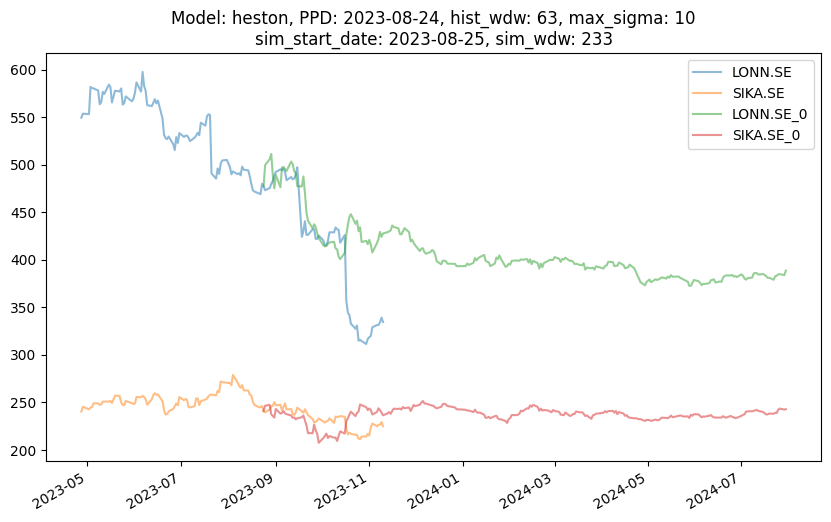 Model: heston, PPD: 2023-08-24, hist_wdw: 63, max_sigma: 10
sim_start_date: 2023-08-25, sim_wdw: 233
600
550
500
450
400
350
300
250
200
LONN.SE
SIKA.SE
LONN.SE_0
SIKA.SE_0
2023-05
2023-07
2023-09
2023-11
2024-01
2024-03
2024-05
2024-07